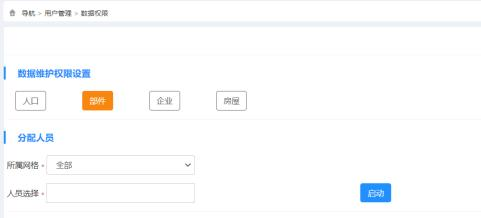 导航 > 用户管理 > 数据权限
数据维护权限设置
人口 部件 企业 房屋
分配人员
所属网格 * 全部
人员选择 * 启动